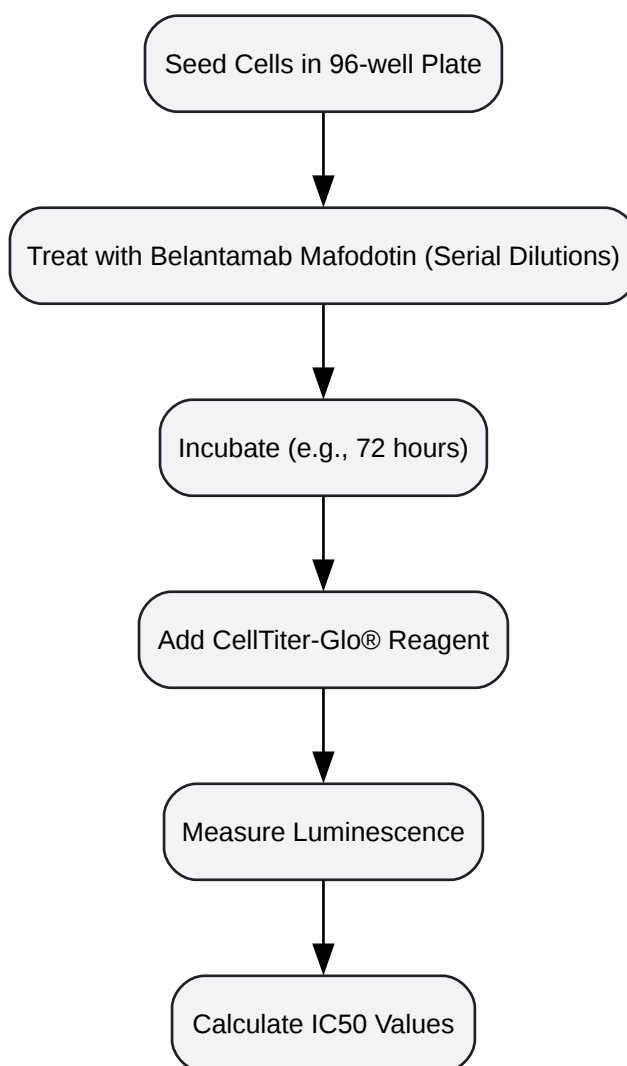 Seed Cells in 96-well Plate
Treat with Belantamab Mafodotin (Serial Dilutions)
Incubate (e.g., 72 hours)
Add CellTiter-Glo® Reagent
Measure Luminescence
Calculate IC50 Values